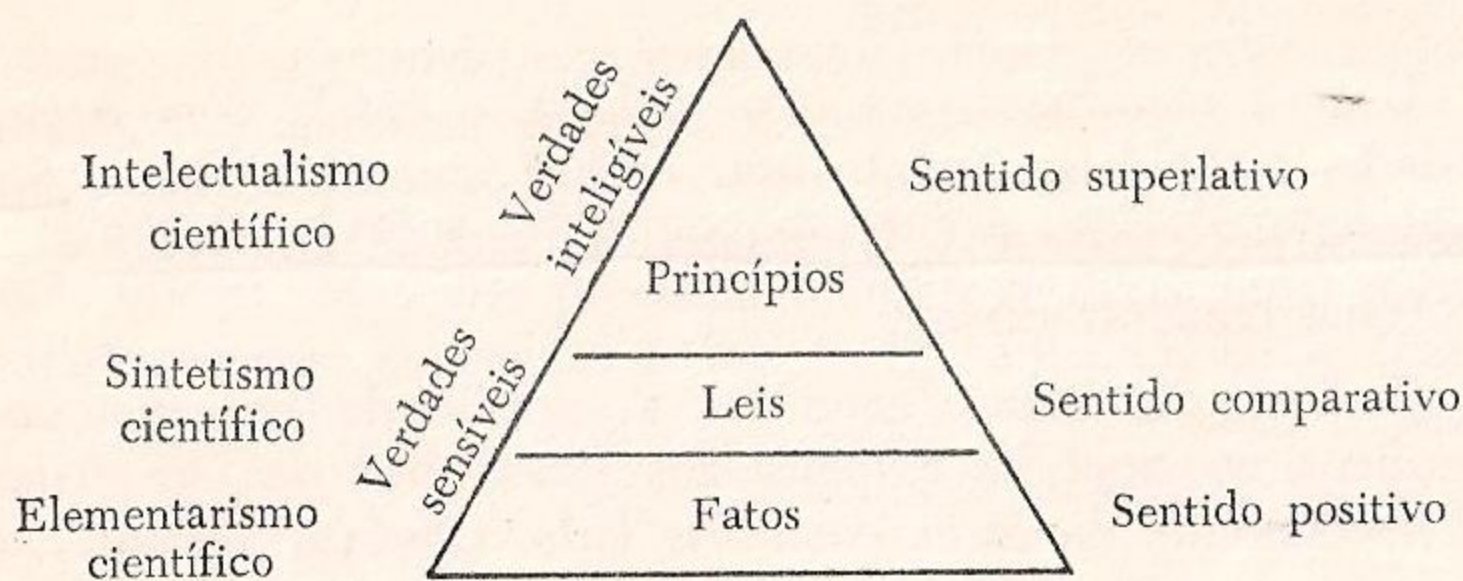 Verdades
inteligíveis
Intelectualismo
científico
Sentido superlativo
Princípios
Verdades
sensíveis
Sintetismo
científico
Leis
Sentido comparativo
Elementarismo
científico
Fatos
Sentido positivo